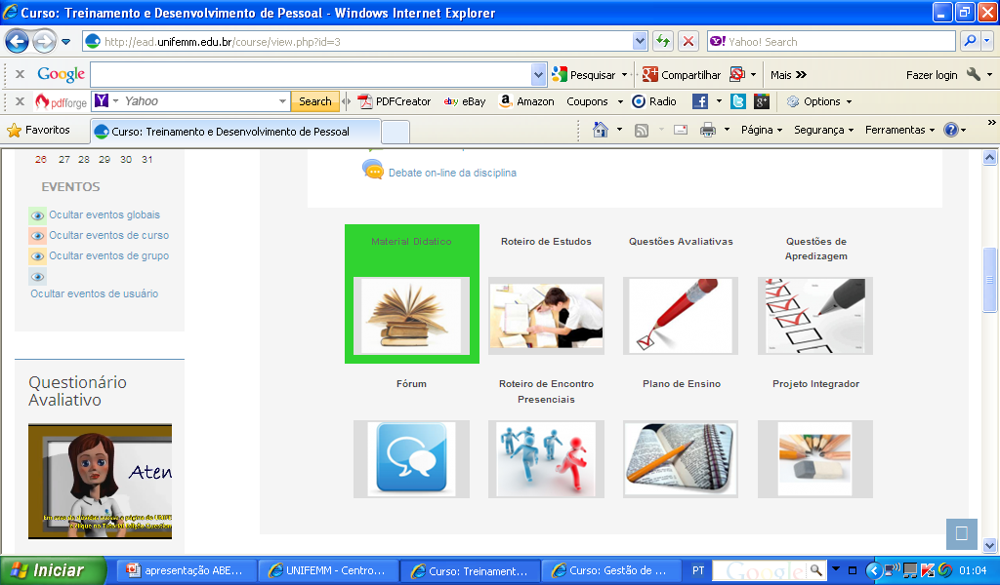 Curso: Treinamento e Desenvolvimento de Pessoal - Windows Internet Explorer
http://ead.unifemm.edu.br/course/view.php?id=3
Yahoo! Search
Google
Pesquisar
Compartilhar
Mais
Fazer login
pdfforge
Yahoo
Search
PDFCreator
eBay
Amazon
Coupons
Radio
Options
Favorites
Curso: Treinamento e Desenvolvimento de Pessoal
Página
Segurança
Ferramentas
26 27 28 29 30 31
EVENTOS
Ocultar eventos globais
Ocultar eventos de curso
Ocultar eventos de grupo
Ocultar eventos de usuário
Questionário
Avaliativo
Aten
Debate on-line da disciplina
Material Didático
Roteiro de Estudos
Questões Avaliativas
Questões de
Apredizagem
Fórum
Roteiro de Encontro
Presenciais
Plano de Ensino
Projeto Integrador
Iniciar
apresentação ABE...
UNIFEMM - Centro...
Curso: Treinament...
Curso: Gestão de ...
PT
Google
01:04